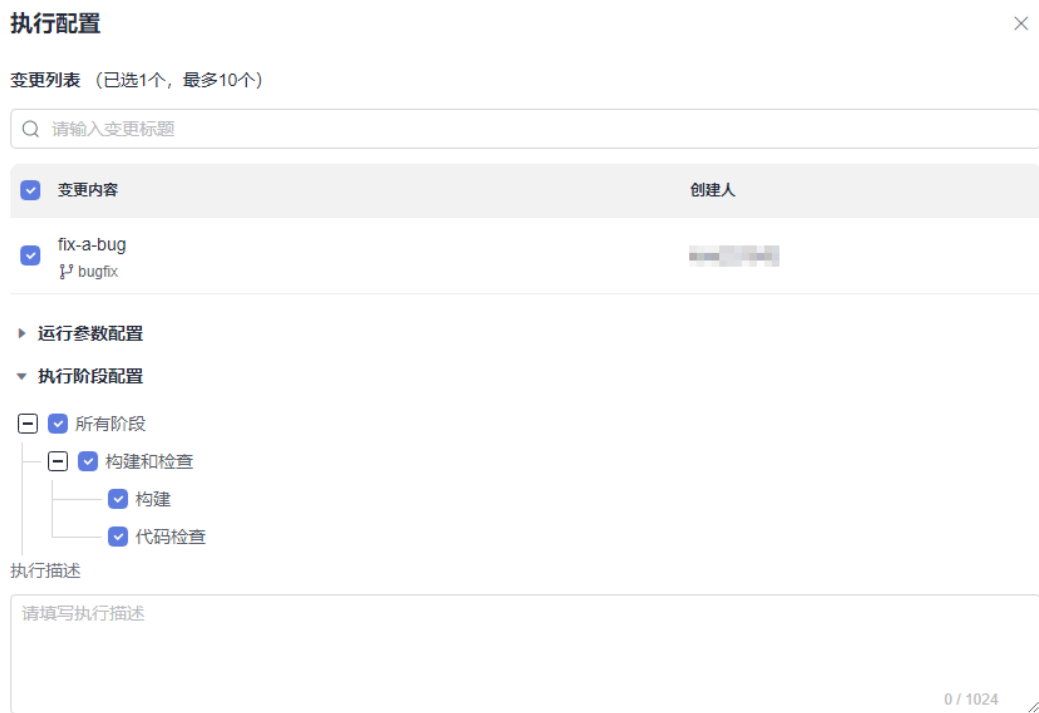 执行配置
变更列表 （已选1个，最多10个）
请输入变更标题
变更内容 创建人
fix-a-bug
bugfix
运行参数配置
执行阶段配置
所有阶段
构建和检查
构建
代码检查
执行描述
请填写执行描述
0 / 1024